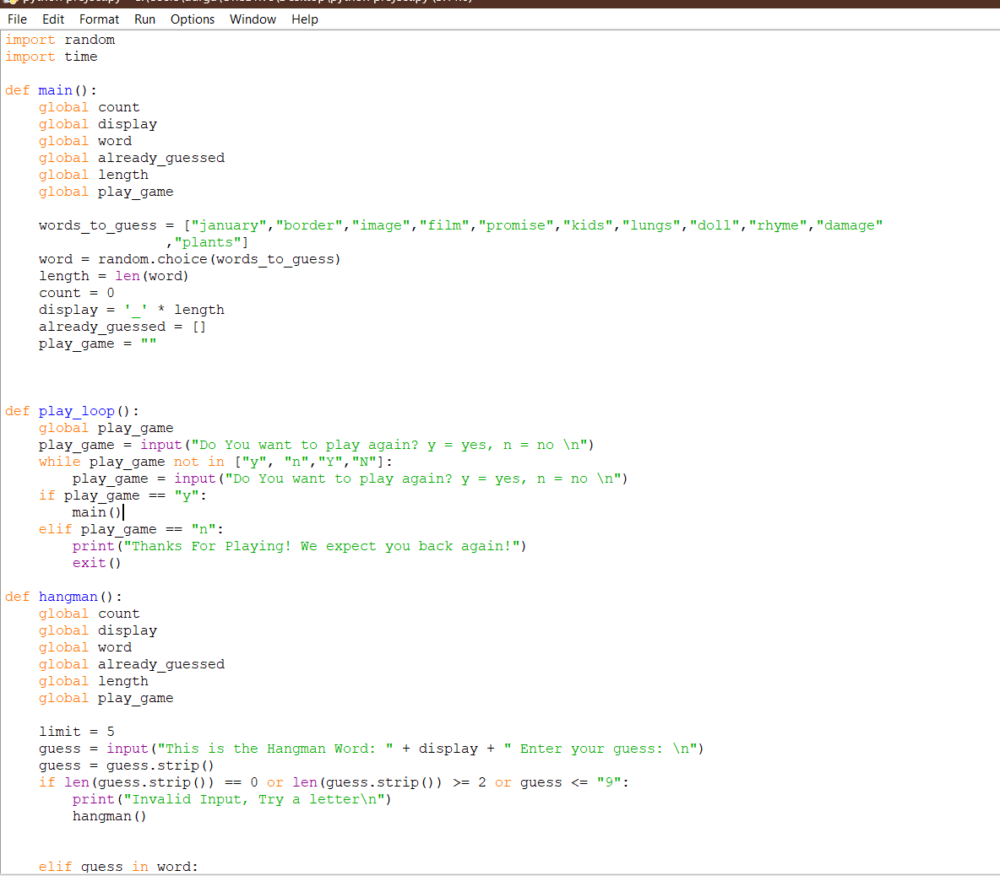 File Edit Format Run Options Window Help
import random
import time
def main():
    global count
    global display
    global word
    global already_guessed
    global length
    global play_game
    words_to_guess = ["january","border","image","film","promise","kids","lungs","doll","rhyme","damage"
                   ,"plants"]
    word = random.choice(words_to_guess)
    length = len(word)
    count = 0
    display = '_' * length
    already_guessed = []
    play_game = ""
def play_loop():
    global play_game
    play_game = input("Do You want to play again? y = yes, n = no \n")
    while play_game not in ["y", "n","Y","N"]:
        play_game = input("Do You want to play again? y = yes, n = no \n")
    if play_game == "y":
        main()
    elif play_game == "n":
        print("Thanks For Playing! We expect you back again!")
        exit()
def hangman():
    global count
    global display
    global word
    global already_guessed
    global length
    global play_game
    limit = 5
    guess = input("This is the Hangman Word: " + display + " Enter your guess: \n")
    guess = guess.strip()
    if len(guess.strip()) == 0 or len(guess.strip()) >= 2 or guess <= "9":
        print("Invalid Input, Try a letter\n")
        hangman()
    elif guess in word: